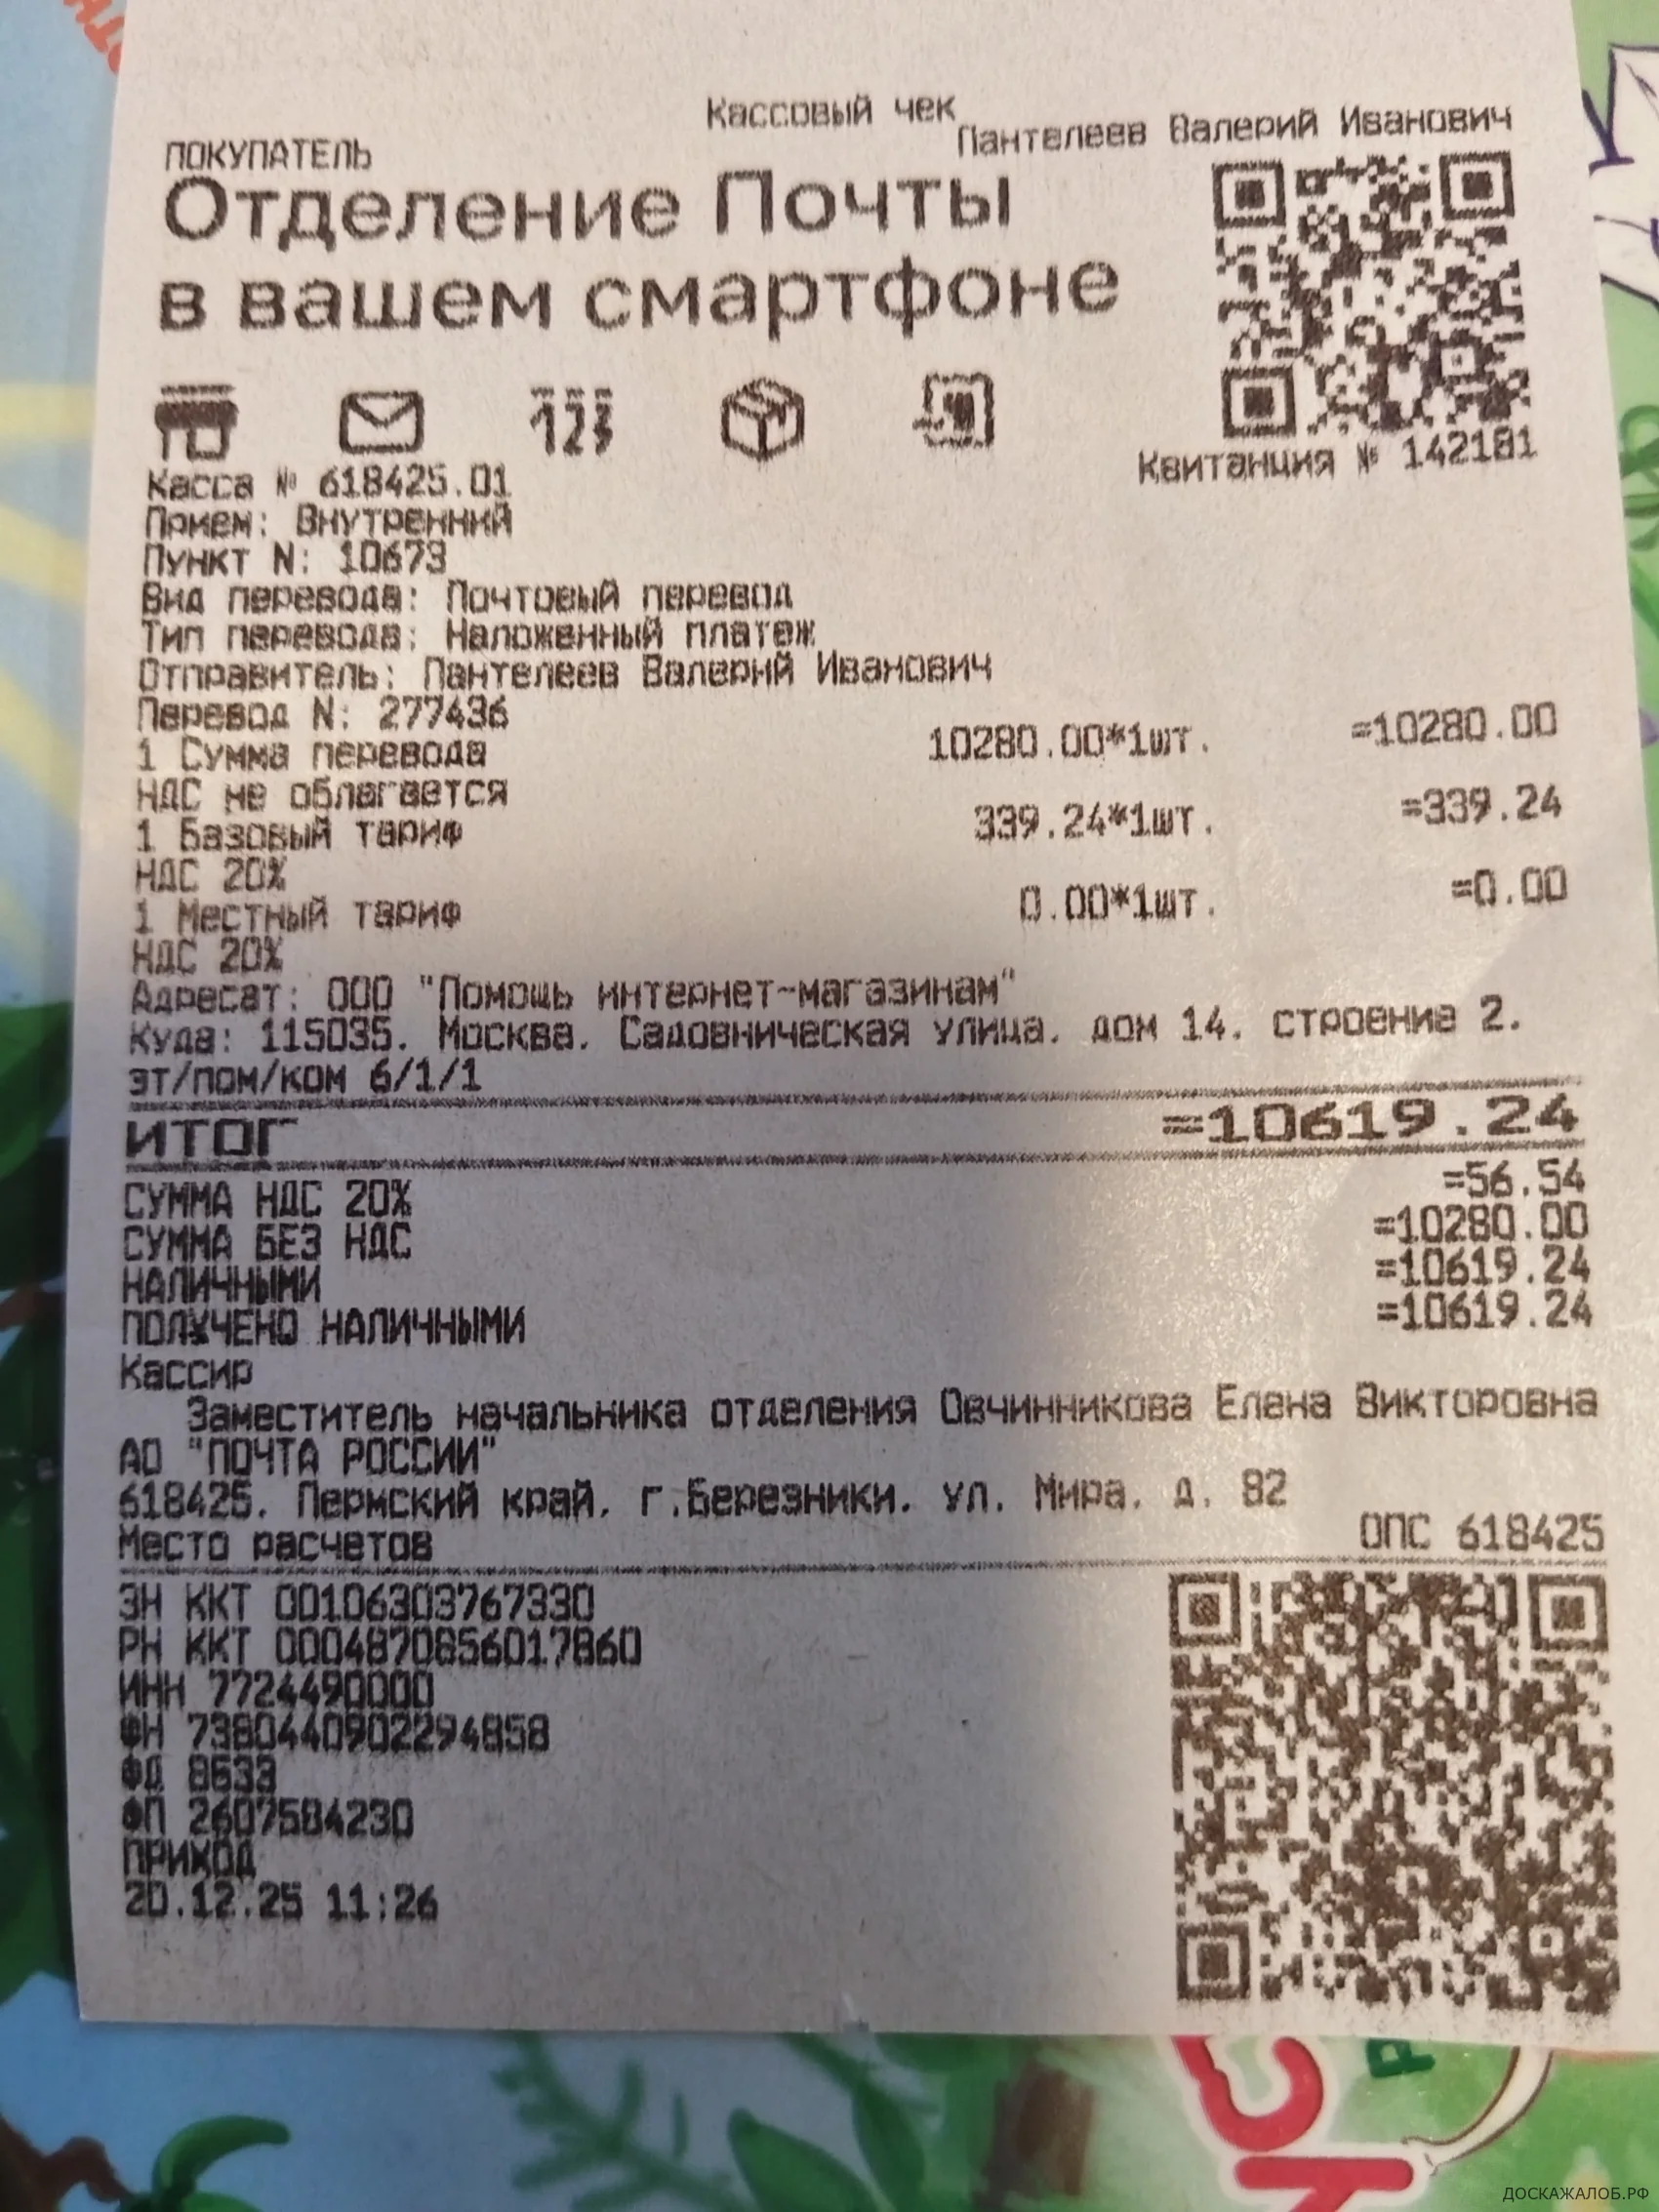 Кассовый чек
ПОКУПАТЕЛЬ Пантелеев Валерий Иванович
Отделение Почты
в вашем смартфоне
123
Квитанция № 142181
Касса № 618425.01
Прием: Внутренний
Пункт N: 10673
Вид перевода: Почтовый перевод
Тип перевода: Наложенный платеж
Отправитель: Пантелеев Валерий Иванович
Перевод N: 277436
1 Сумма перевода 10280.00*1шт. =10280.00
НДС не облагается
1 Базовый тариф 339.24*1шт. =339.24
НДС 20%
1 Местный тариф 0.00*1шт. =0.00
НДС 20%
Адресат: ООО "Помощь интернет-магазинам"
Куда: 115035, Москва, Садовническая улица, дом 14, строение 2,
эт/пом/ком 6/1/1
ИТОГ =10619.24
СУММА НДС 20% =56.54
СУММА БЕЗ НДС =10280.00
НАЛИЧНЫМИ =10619.24
ПОЛУЧЕНО НАЛИЧНЫМИ =10619.24
Кассир
Заместитель начальника отделения Овчинникова Елена Викторовна
АО "ПОЧТА РОССИИ"
618425, Пермский край, г.Березники, ул. Мира, д. 82
Место расчетов ОПС 618425
ЗН ККТ 00106303767330
РН ККТ 0004870856017860
ИНН 7724490000
ФН 7380440902294858
ФД 8633
ФП 2607584230
ПРИХОД
20.12.25 11:26
ДОСКАЖАЛОБ.РФ